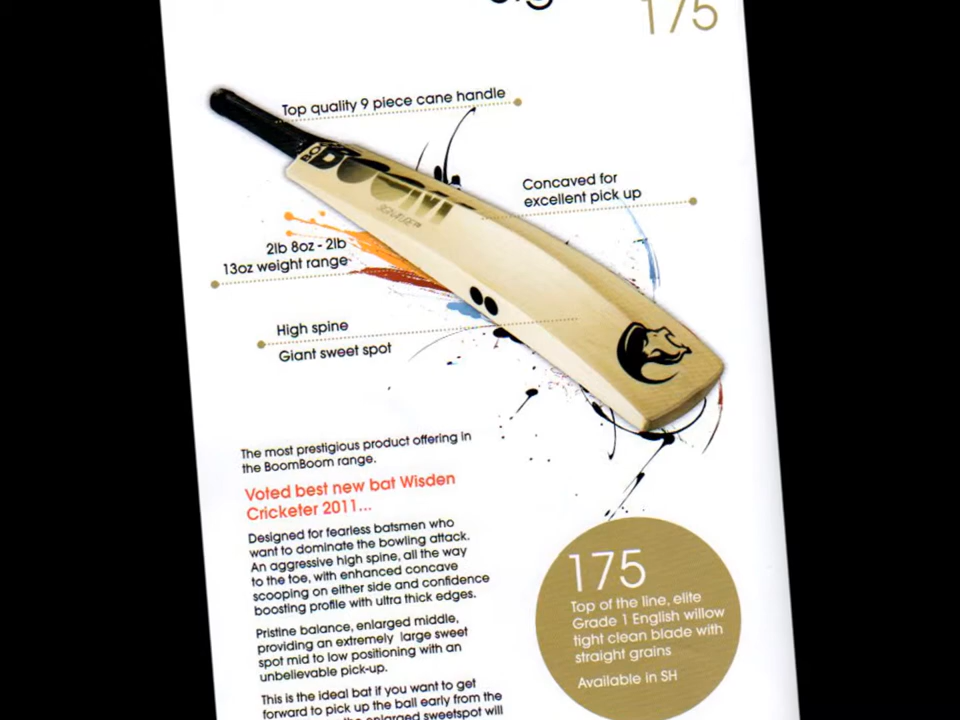 175
Top quality 9 piece cane handle
BOOM
Concaved for
excellent pick up
2lb 8oz - 2lb
13oz weight range
High spine
Giant sweet spot
The most prestigious product offering in
the BoomBoom range.
Voted best new bat Wisden
Cricketer 2011...
Designed for fearless batsmen who
want to dominate the bowling attack.
An aggressive high spine, all the way
to the toe, with enhanced concave
scooping on either side and confidence
boosting profile with ultra thick edges.
Pristine balance, enlarged middle,
providing an extremely large sweet
spot mid to low positioning with an
unbelievable pick-up.
This is the ideal bat if you want to get
forward to pick up the ball early from the
enlarged sweetspot will
175
Top of the line, elite
Grade 1 English willow
tight clean blade with
straight grains
Available in SH